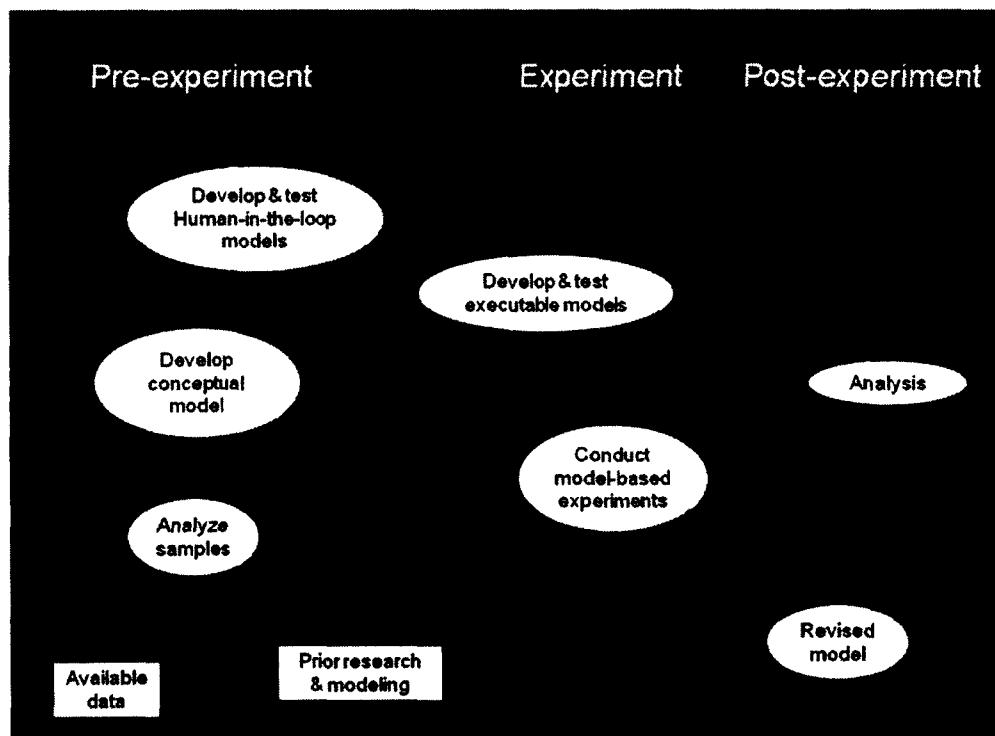 Pre-experiment
Experiment
Post-experiment
Develop & test
Human-in-the-loop
models
Develop & test
executable models
Develop
conceptual
model
Analysis
Conduct
model-based
experiments
Analyze
samples
Revised
model
Prior research
& modeling
Available
data